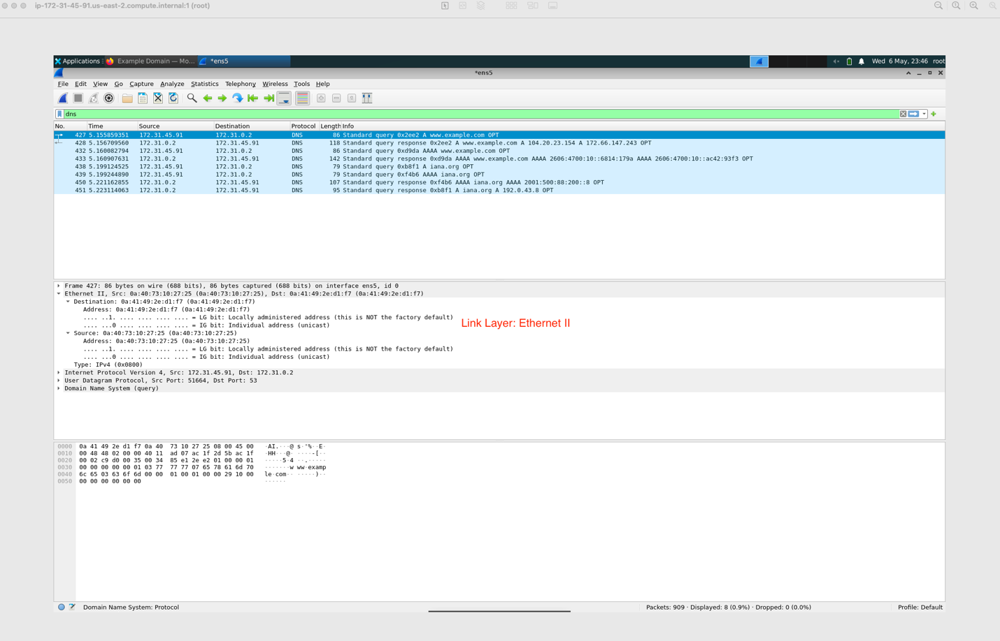 ip-172-31-45-91.us-east-2.compute.internal:1 (root)
Applications Example Domain — Mo... *ens5 Wed 6 May, 23:46 root
*ens5
File Edit View Go Capture Analyze Statistics Telephony Wireless Tools Help
dns
No. Time Source Destination Protocol Length Info
427 5.155859351 172.31.45.91 172.31.0.2 DNS 86 Standard query 0x2ee2 A www.example.com OPT
428 5.156709560 172.31.0.2 172.31.45.91 DNS 118 Standard query response 0x2ee2 A www.example.com A 104.20.23.154 A 172.66.147.243 OPT
432 5.160082794 172.31.45.91 172.31.0.2 DNS 86 Standard query 0xd9da AAAA www.example.com OPT
433 5.160907631 172.31.0.2 172.31.45.91 DNS 142 Standard query response 0xd9da AAAA www.example.com AAAA 2606:4700:10::6814:179a AAAA 2606:4700:10::ac42:93f3 OPT
438 5.199124525 172.31.45.91 172.31.0.2 DNS 79 Standard query 0xb8f1 A iana.org OPT
439 5.199244890 172.31.45.91 172.31.0.2 DNS 79 Standard query 0xf4b6 AAAA iana.org OPT
450 5.221162855 172.31.0.2 172.31.45.91 DNS 107 Standard query response 0xf4b6 AAAA iana.org AAAA 2001:500:88:200::8 OPT
451 5.223114063 172.31.0.2 172.31.45.91 DNS 95 Standard query response 0xb8f1 A iana.org A 192.0.43.8 OPT
Frame 427: 86 bytes on wire (688 bits), 86 bytes captured (688 bits) on interface ens5, id 0
Ethernet II, Src: 0a:40:73:10:27:25 (0a:40:73:10:27:25), Dst: 0a:41:49:2e:d1:f7 (0a:41:49:2e:d1:f7)
Destination: 0a:41:49:2e:d1:f7 (0a:41:49:2e:d1:f7)
Address: 0a:41:49:2e:d1:f7 (0a:41:49:2e:d1:f7)
.... ..1. .... .... .... .... = LG bit: Locally administered address (this is NOT the factory default)
.... ...0 .... .... .... .... = IG bit: Individual address (unicast)
Link Layer: Ethernet II
Source: 0a:40:73:10:27:25 (0a:40:73:10:27:25)
Address: 0a:40:73:10:27:25 (0a:40:73:10:27:25)
.... ..1. .... .... .... .... = LG bit: Locally administered address (this is NOT the factory default)
.... ...0 .... .... .... .... = IG bit: Individual address (unicast)
Type: IPv4 (0x0800)
Internet Protocol Version 4, Src: 172.31.45.91, Dst: 172.31.0.2
User Datagram Protocol, Src Port: 51664, Dst Port: 53
Domain Name System (query)
0000 0a 41 49 2e d1 f7 0a 40 73 10 27 25 08 00 45 00 ·AI.···@ s·'%··E·
0010 00 48 48 02 00 00 40 11 ad 07 ac 1f 2d 5b ac 1f ·HH···@· ····-[··
0020 00 02 c9 d0 00 35 00 34 85 e1 2e e2 01 00 00 01 ·····5·4 ··.·····
0030 00 00 00 00 00 01 03 77 77 77 07 65 78 61 6d 70 ·······w ww·examp
0040 6c 65 03 63 6f 6d 00 00 01 00 01 00 00 29 10 00 le·com·· ·····)··
0050 00 00 00 00 00 00 ······
Domain Name System: Protocol Packets: 909 · Displayed: 8 (0.9%) · Dropped: 0 (0.0%) Profile: Default